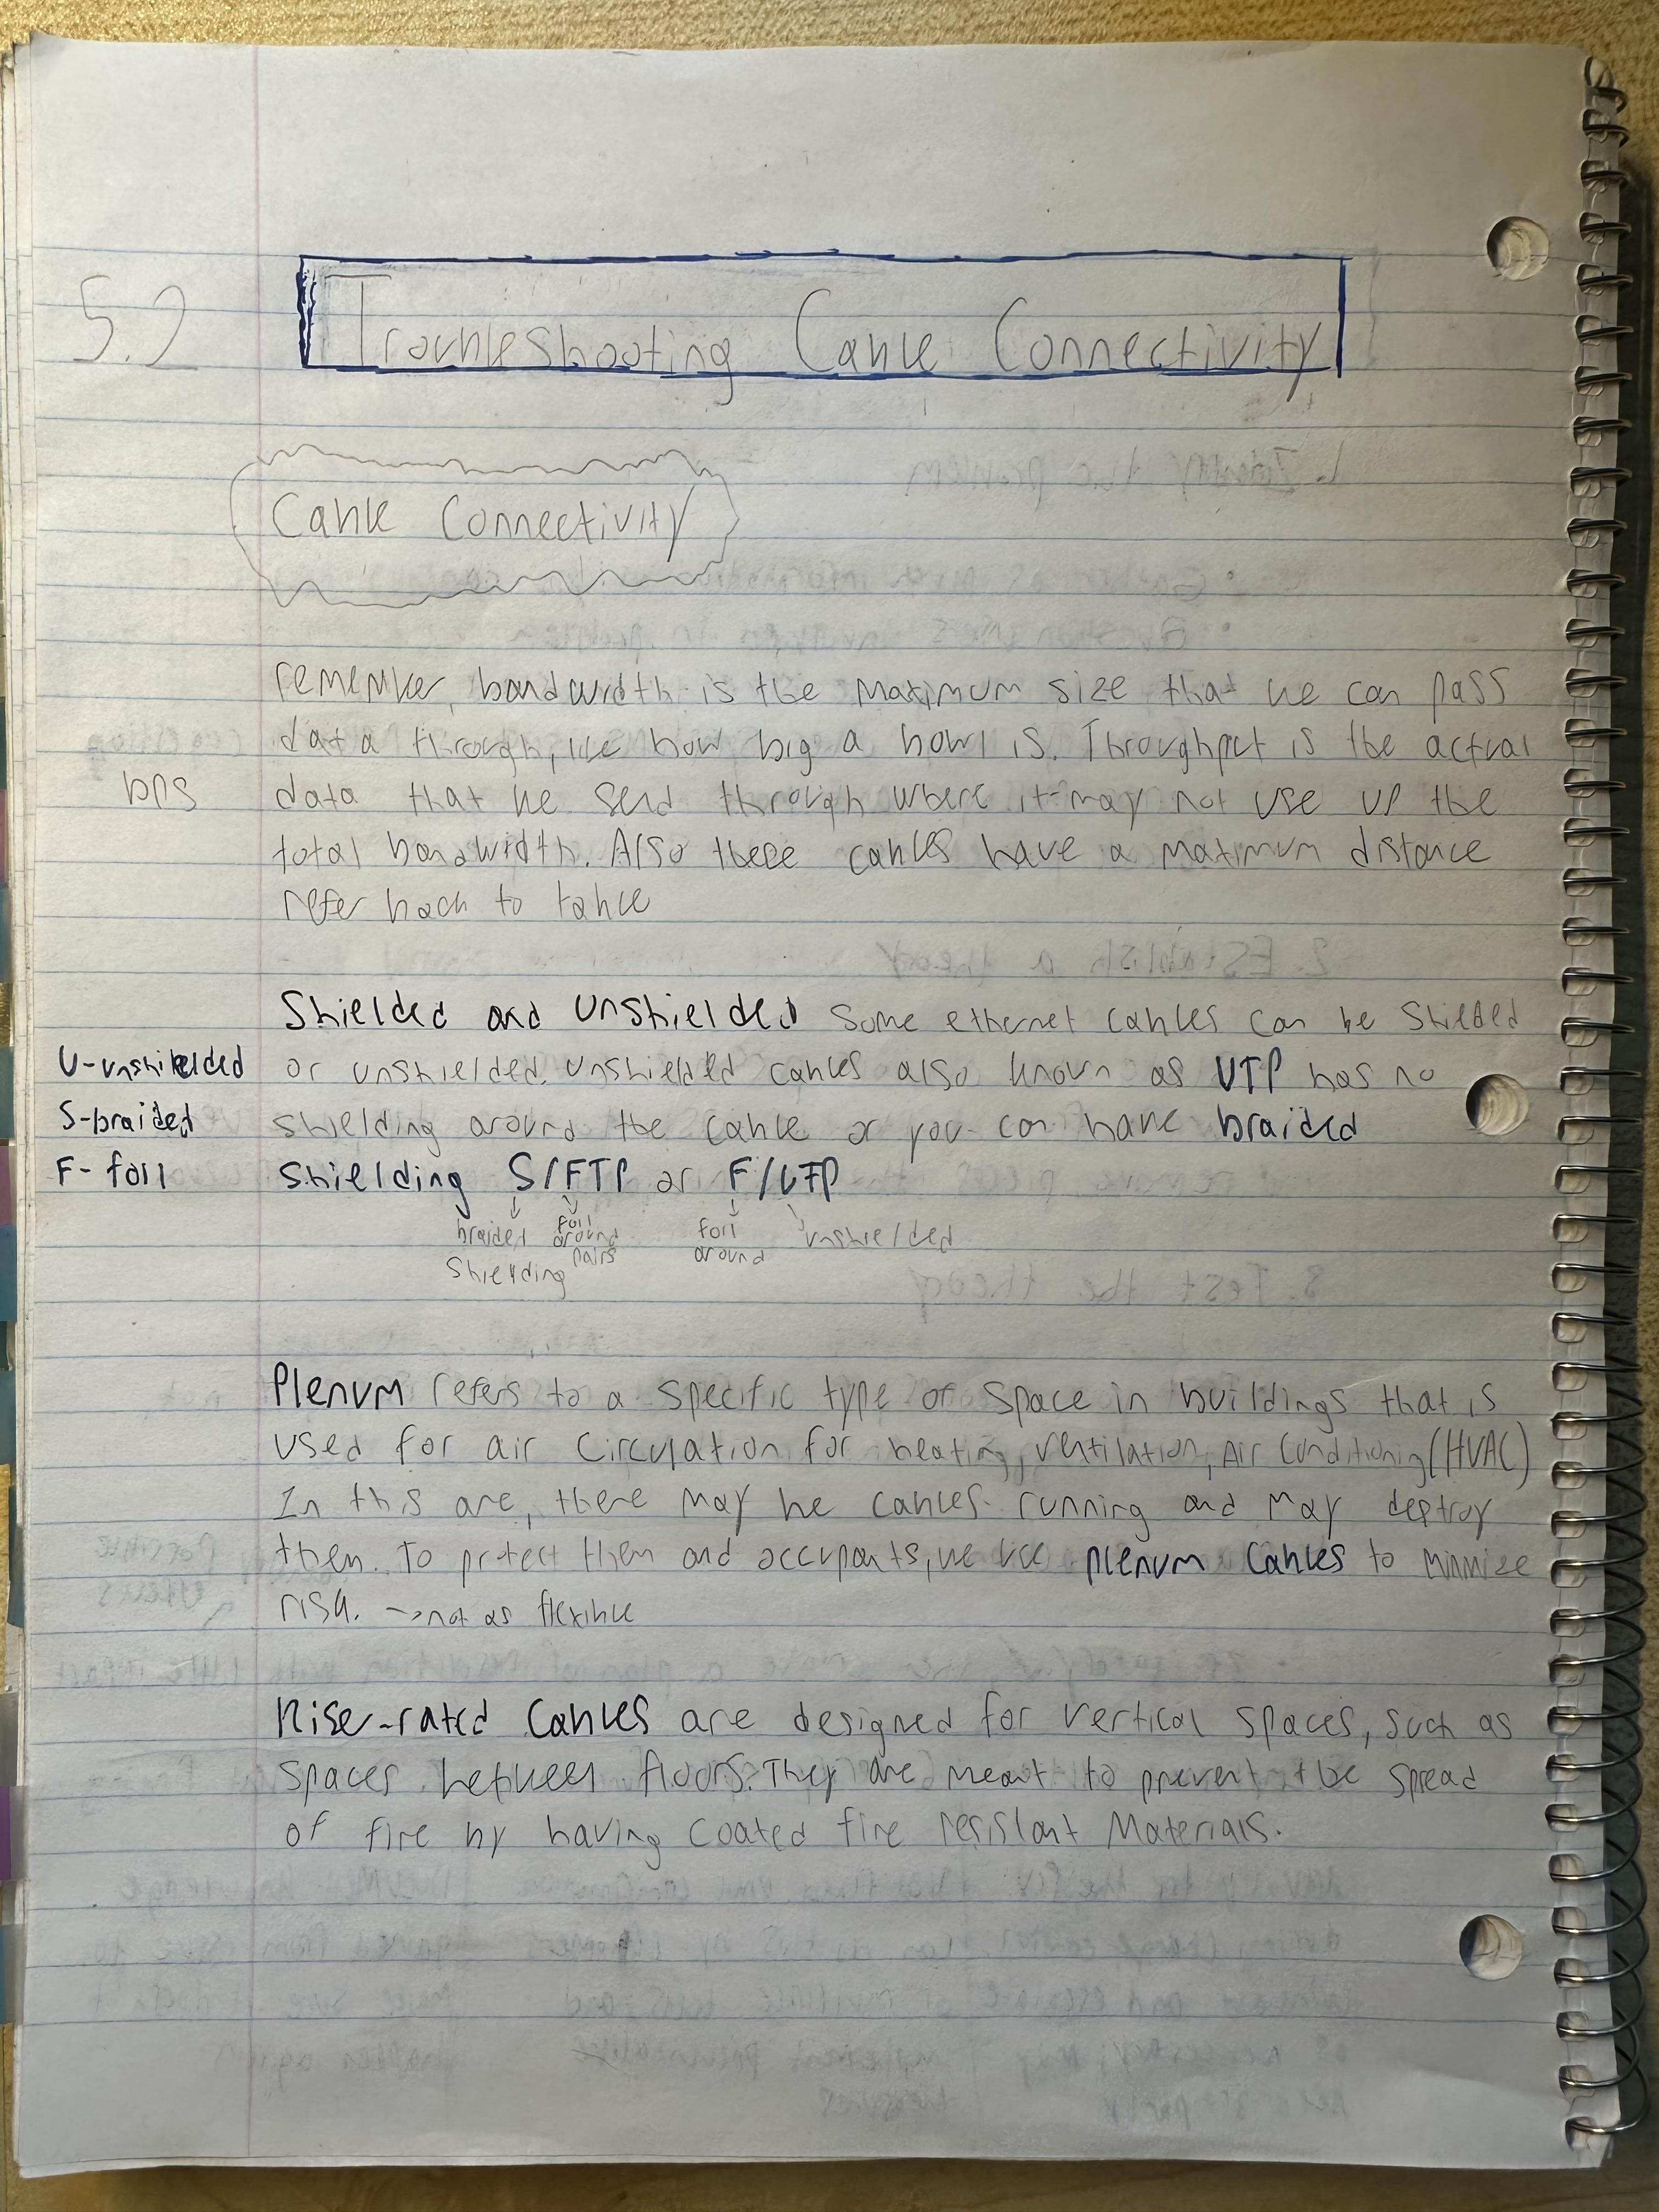 5.2 Troubleshooting Cable Connectivity
Cable Connectivity
remember, bandwidth is the maximum size that we can pass
data through, like how big a bowl is. Throughput is the actual
bps data that we send through where it may not use up the
total bandwidth. Also these cables have a maximum distance
refer back to table
Shielded and Unshielded some ethernet cables can be shielded
U-unshielded or unshielded. unshielded cables also known as UTP has no
S-braided shielding around the cable or you can have braided
F-foil shielding S/FTP or F/UTP
braided foil foil unshielded
around around
shielding pairs
Plenum refers to a specific type of space in buildings that is
used for air circulation for heating, ventilation, Air Conditioning (HVAC)
In this are, there may be cables running and may destroy
them. To protect them and occupants, we use plenum cables to minimize
risk. → not as flexible
Rise-rated cables are designed for vertical spaces, such as
spaces between floors. They are meant to prevent the spread
of fire by having coated fire resistant materials.